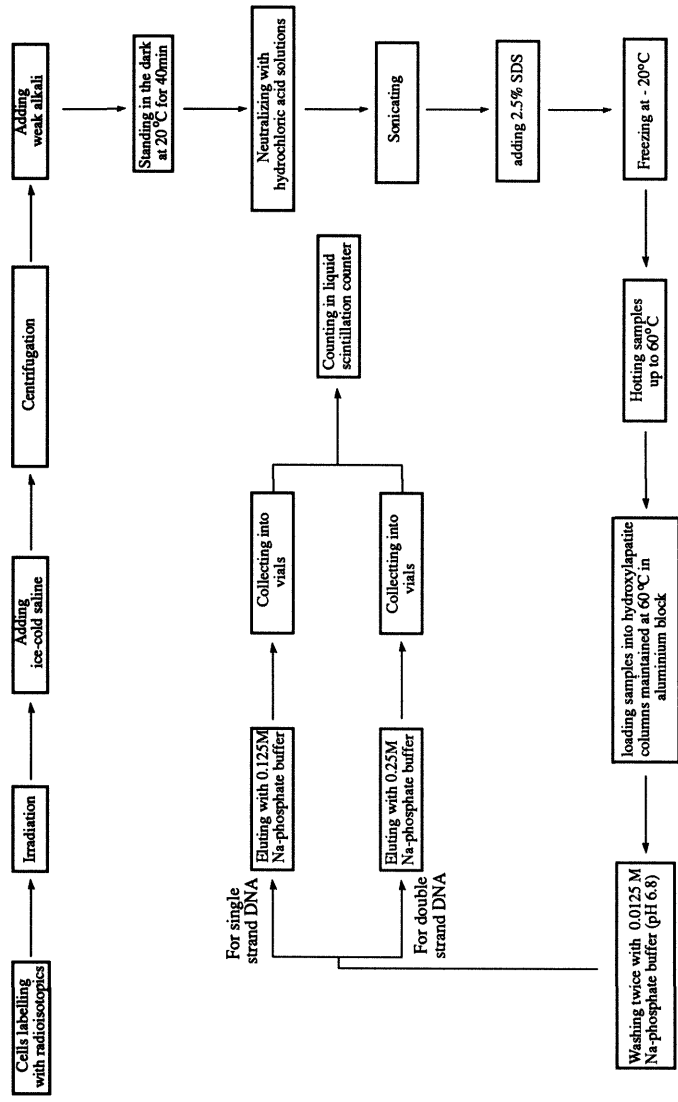 Cells labelling
with radioisotopics
Irradiation
Adding
ice-cold saline
Centrifugation
Adding
weak alkali
Standing in the dark
at 20°C for 40min
Neutralizing with
hydrochloric acid solutions
Sonicating
adding 2.5% SDS
Freezing at - 20°C
Hotting samples
up to 60°C
loading samples into hydroxylapatite
columns maintained at 60°C in
aluminium block
Washing twice with 0.0125 M
Na-phosphate buffer (pH 6.8)
For single
strand DNA
Eluting with 0.125M
Na-phosphate buffer
Collecting into
vials
For double
strand DNA
Eluting with 0.25M
Na-phosphate buffer
Collectting into
vials
Counting in liquid
scintillation counter